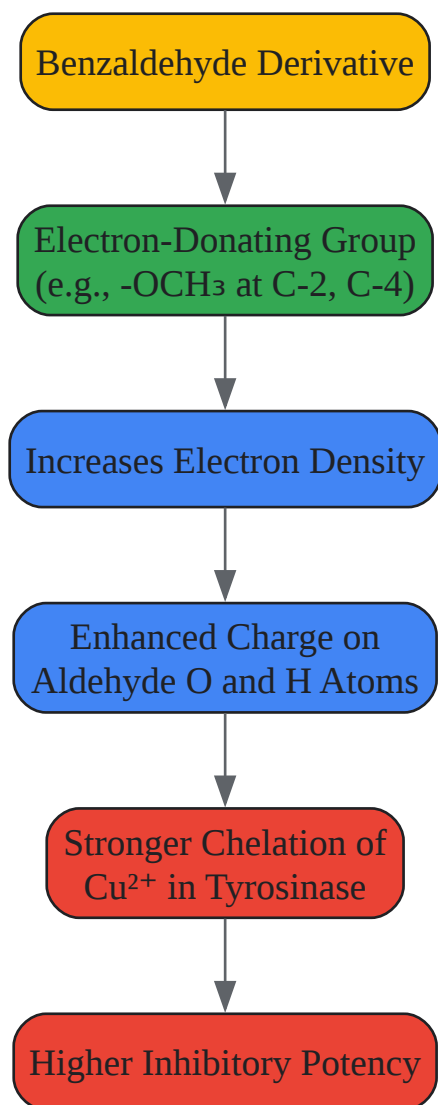 Benzaldehyde Derivative
Electron-Donating Group
(e.g., -OCH₃ at C-2, C-4)
Increases Electron Density
Enhanced Charge on
Aldehyde O and H Atoms
Stronger Chelation of
Cu²⁺ in Tyrosinase
Higher Inhibitory Potency